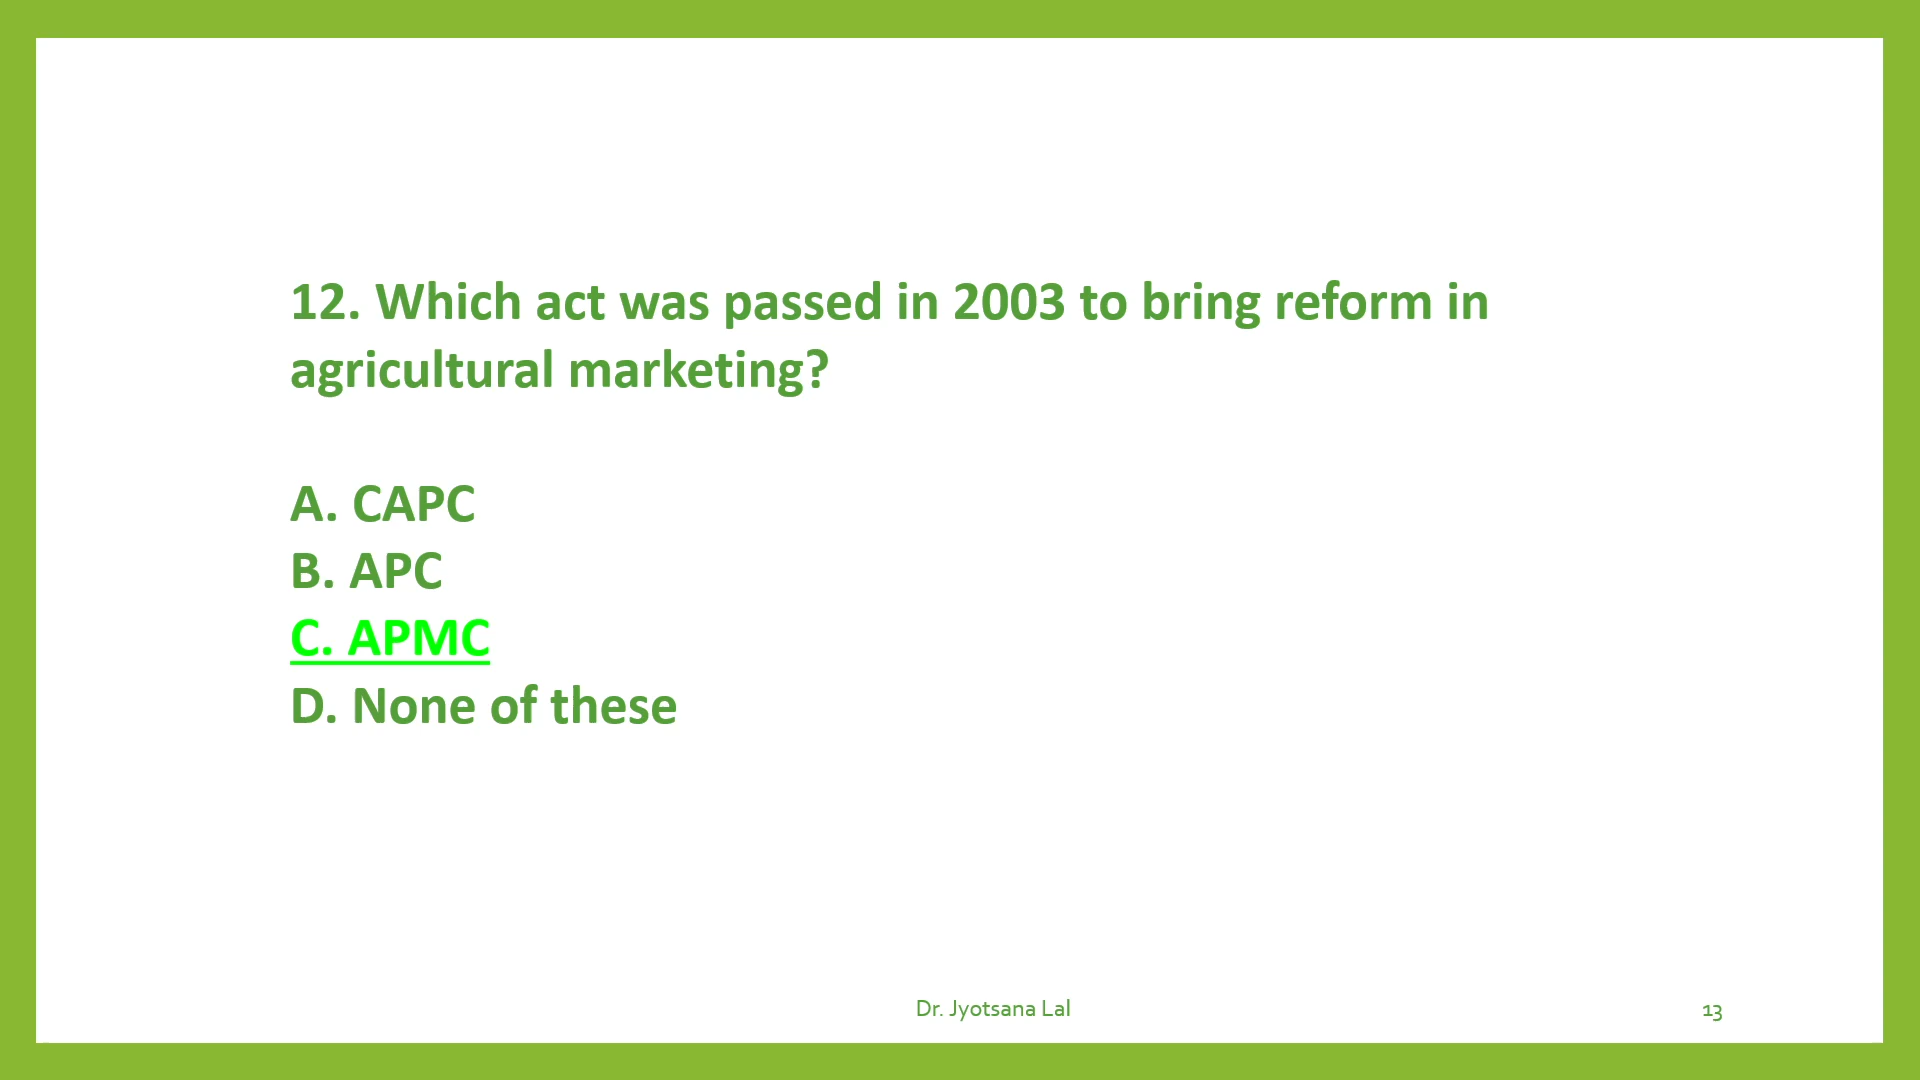 12. Which act was passed in 2003 to bring reform in
agricultural marketing?
A. CAPC
B. APC
C. APMC
D. None of these
Dr. Jyotsana Lal
13